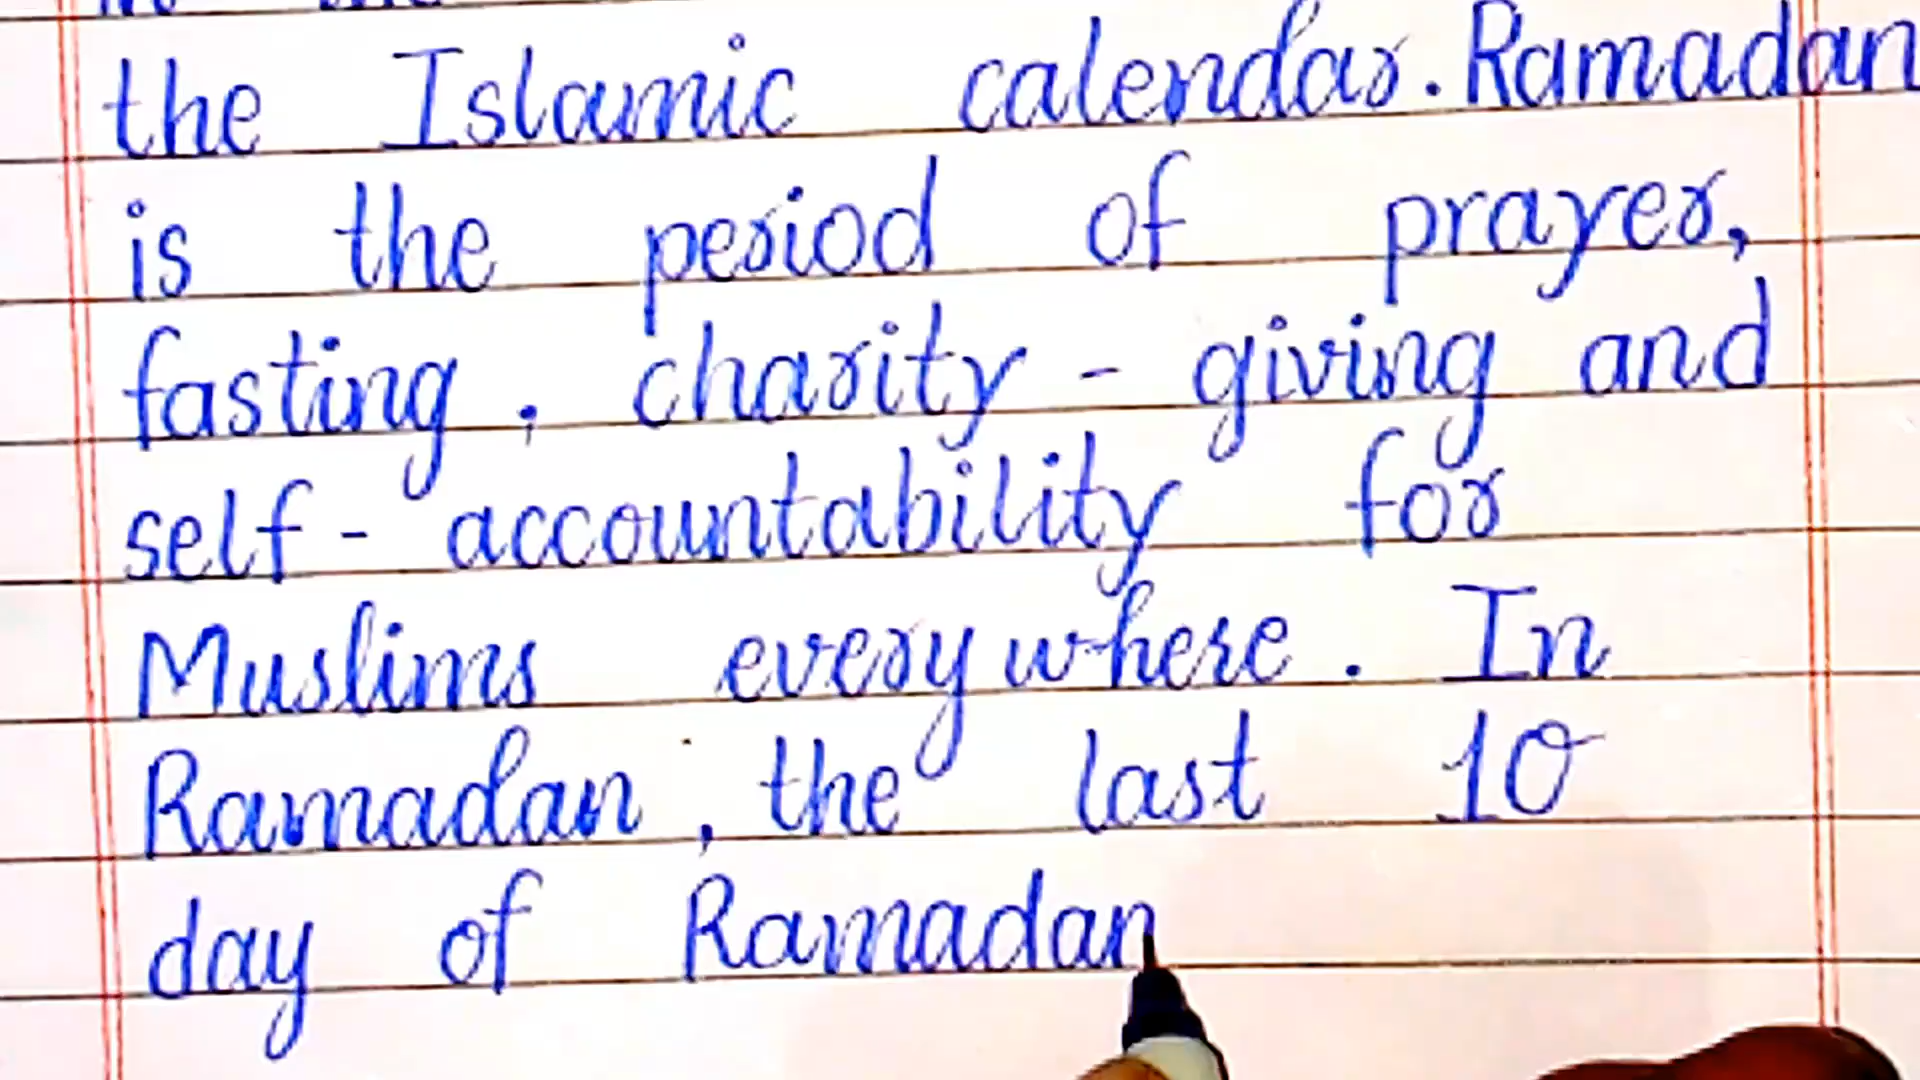 the Islamic calendar. Ramadan
is the period of prayer,
fasting, charity - giving and
self - accountability for
Muslims everywhere. In
Ramadan, the last 10
day of Ramadan